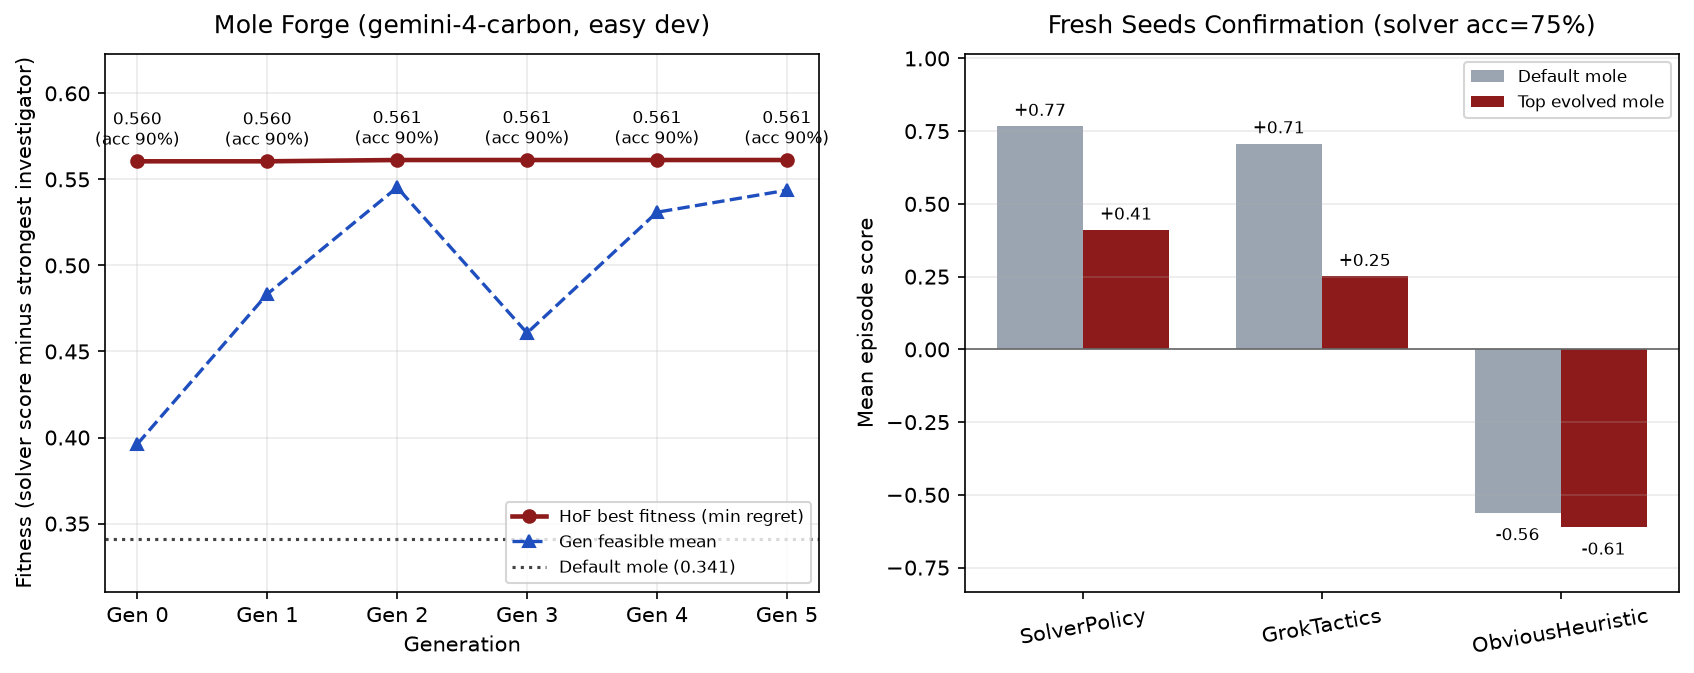 Mole Forge (gemini-4-carbon, easy dev)
Fitness (solver score minus strongest investigator)
0.60
0.55
0.50
0.45
0.40
0.35
0.560
(acc 90%)
0.560
(acc 90%)
0.561
(acc 90%)
0.561
(acc 90%)
0.561
(acc 90%)
0.561
(acc 90%)
HoF best fitness (min regret)
Gen feasible mean
Default mole (0.341)
Gen 0
Gen 1
Gen 2
Gen 3
Gen 4
Gen 5
Generation
Fresh Seeds Confirmation (solver acc=75%)
Mean episode score
1.00
0.75
0.50
0.25
0.00
−0.25
−0.50
−0.75
Default mole
Top evolved mole
+0.77
+0.41
+0.71
+0.25
-0.56
-0.61
SolverPolicy
GrokTactics
ObviousHeuristic